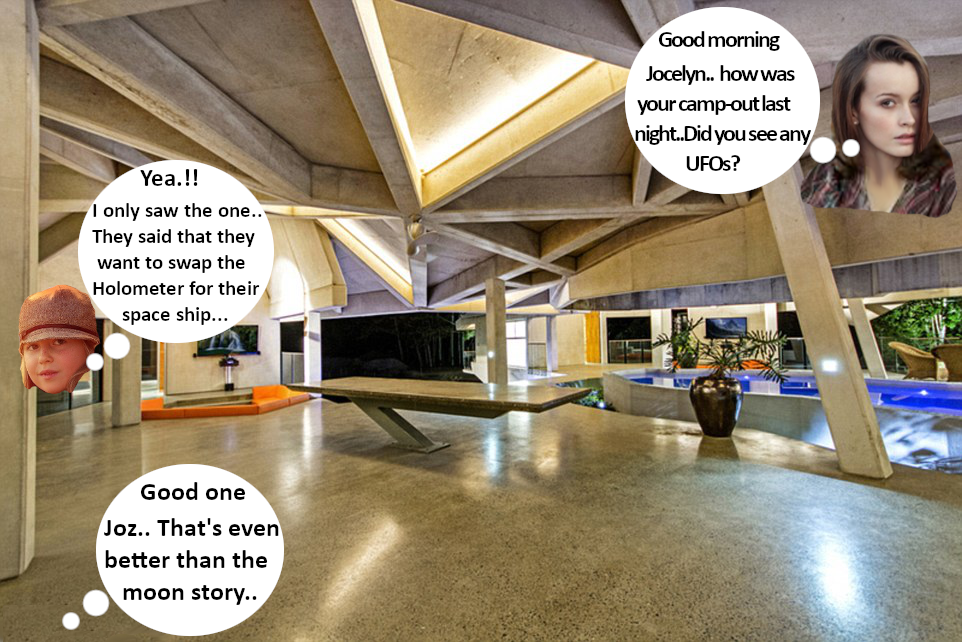 Good morning
Jocelyn.. how was
your camp-out last
night..Did you see any
UFOs?
Yea.!!
I only saw the one..
They said that they
want to swap the
Holometer for their
space ship...
Good one
Joz.. That's even
better than the
moon story..